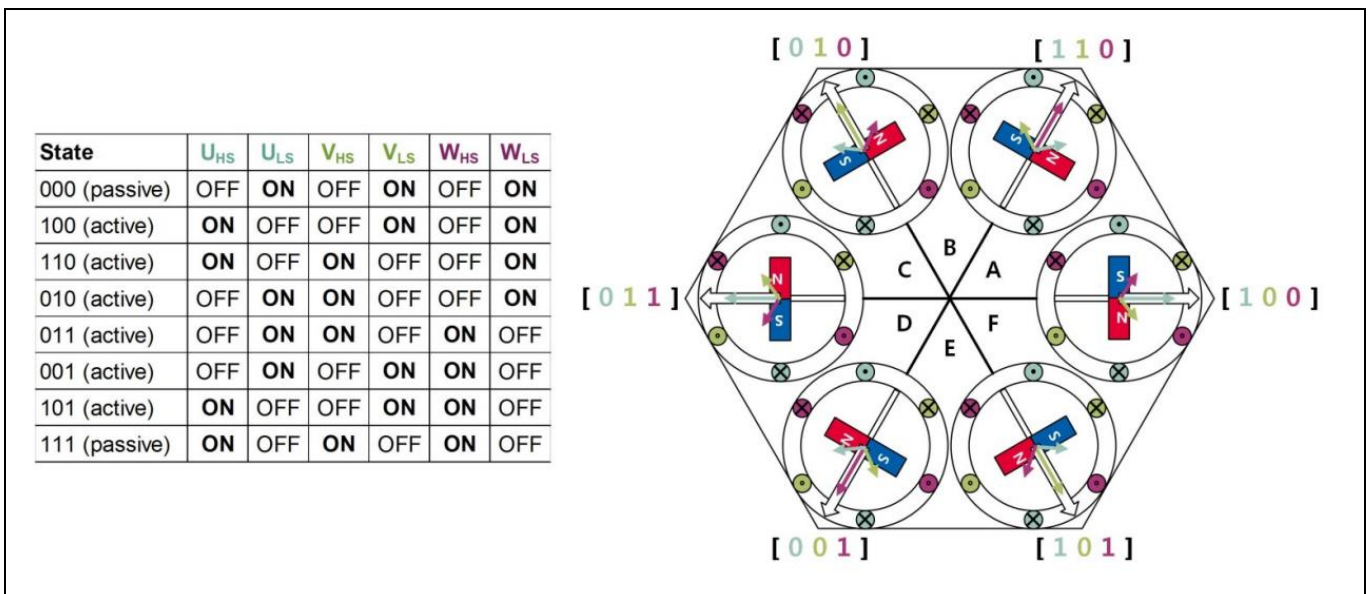 State U_HS U_LS V_HS V_LS W_HS W_LS
000 (passive) OFF ON OFF ON OFF ON
100 (active) ON OFF OFF ON OFF ON
110 (active) ON OFF ON OFF OFF ON
010 (active) OFF ON ON OFF OFF ON
011 (active) OFF ON ON OFF ON OFF
001 (active) OFF ON OFF ON ON OFF
101 (active) ON OFF OFF ON ON OFF
111 (passive) ON OFF ON OFF ON OFF
[ 0 1 0 ] [ 1 1 0 ]
S N S N
B
C A
N S
S N
[ 0 1 1 ] [ 1 0 0 ]
D F
E
N S S N
[ 0 0 1 ] [ 1 0 1 ]